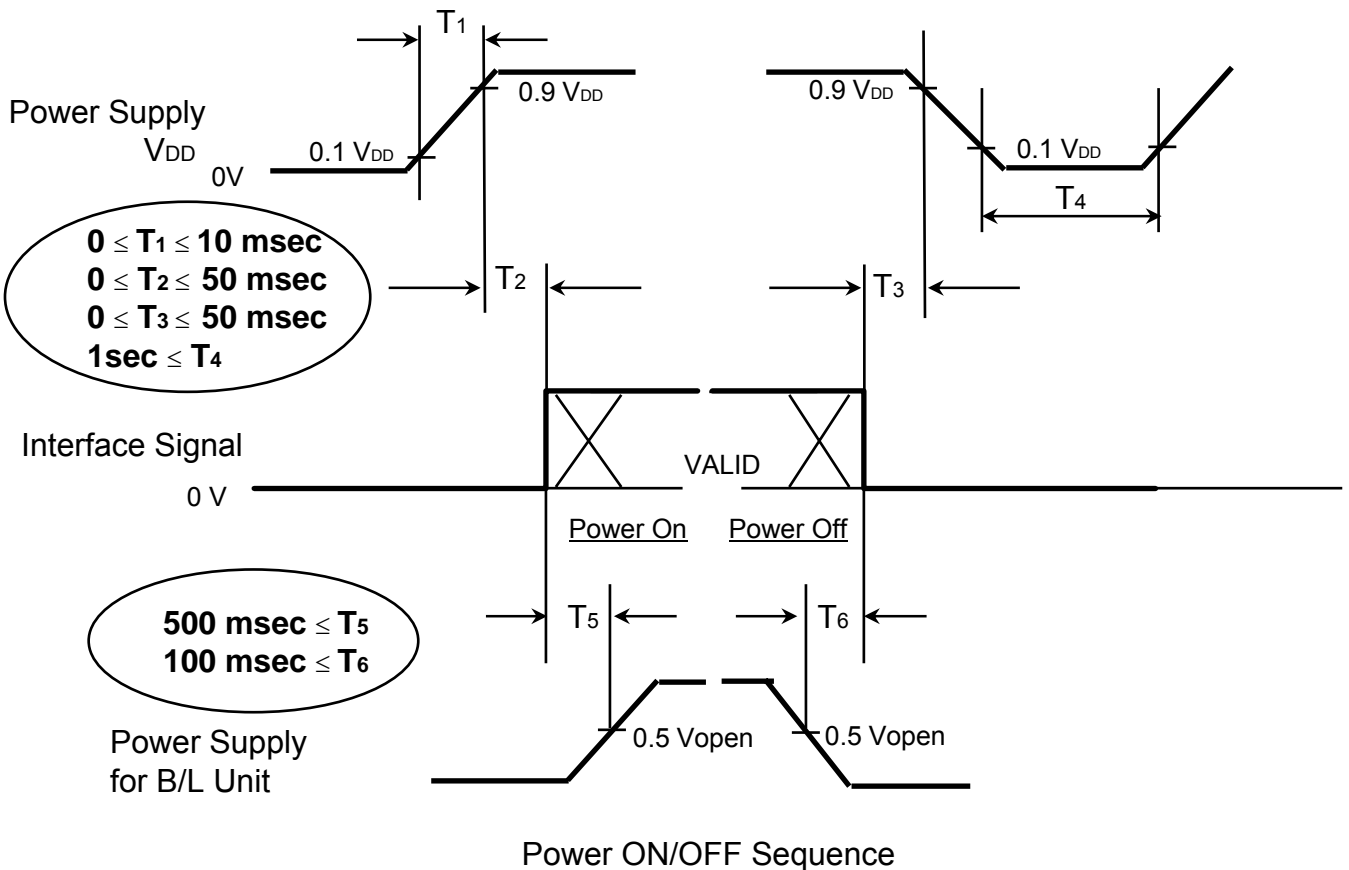 T1
0.9 VDD
0.9 VDD
Power Supply
VDD
0.1 VDD
0.1 VDD
0V
T4
0 ≤ T1 ≤ 10 msec
0 ≤ T2 ≤ 50 msec
0 ≤ T3 ≤ 50 msec
1sec ≤ T4
T2
T3
Interface Signal
VALID
0 V
Power On
Power Off
500 msec ≤ T5
100 msec ≤ T6
T5
T6
0.5 Vopen
0.5 Vopen
Power Supply
for B/L Unit
Power ON/OFF Sequence